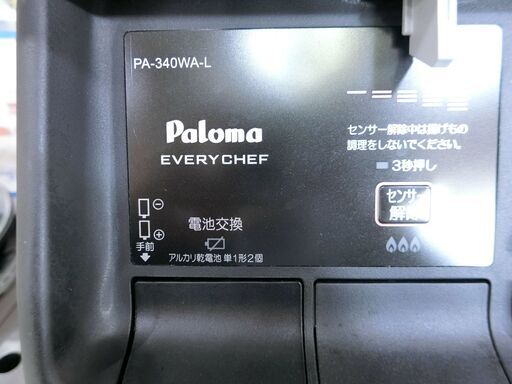 PA-340WA-L
Paloma
EVERYCHEF
センサー解除中は揚げもの
調理をしないでください。
3秒押し
センサー
解除
電池交換
手前
アルカリ乾電池 単1形2個